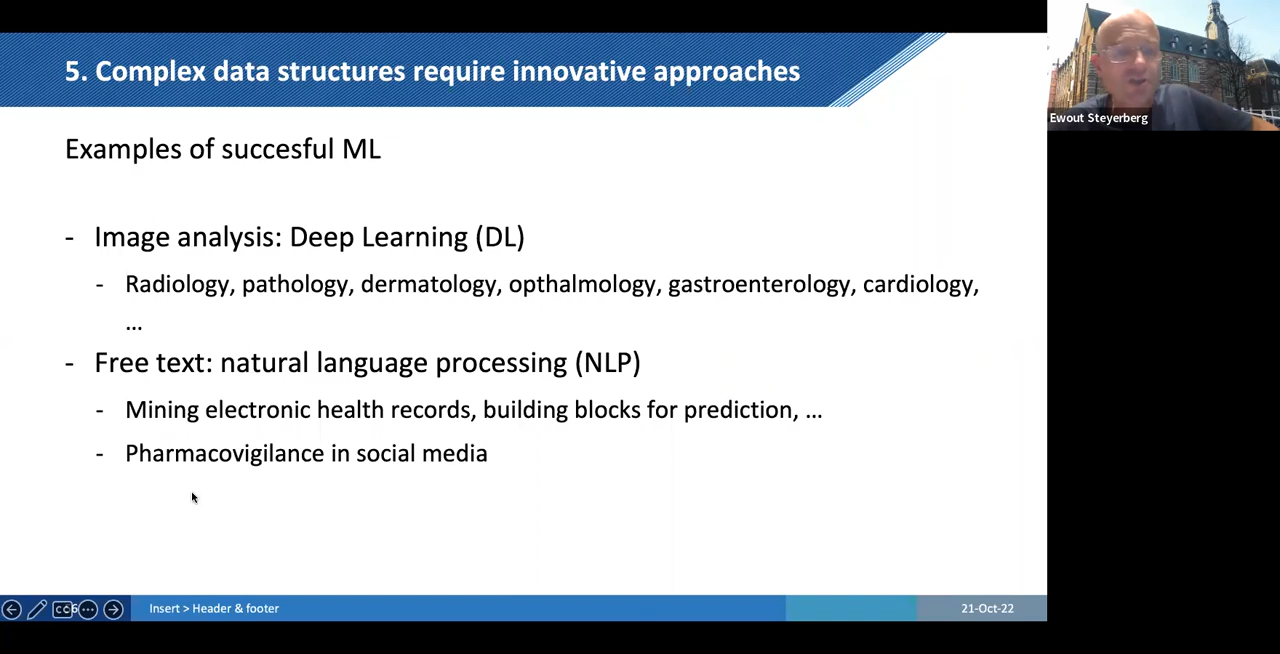 5. Complex data structures require innovative approaches
Ewout Steyerberg
Examples of succesful ML
- Image analysis: Deep Learning (DL)
- Radiology, pathology, dermatology, opthalmology, gastroenterology, cardiology,
...
- Free text: natural language processing (NLP)
- Mining electronic health records, building blocks for prediction, ...
- Pharmacovigilance in social media
CC
6
Insert > Header & footer
21-Oct-22